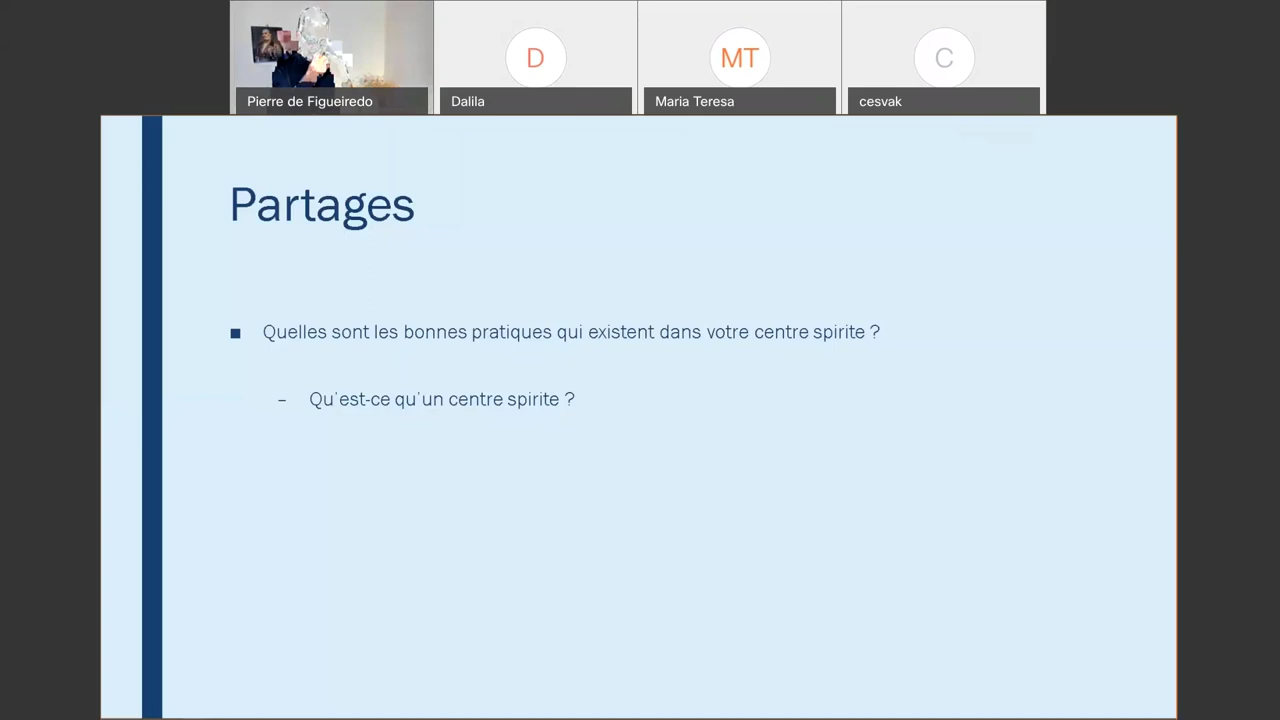 Pierre de Figueiredo
D
Dalila
MT
Maria Teresa
C
cesvak
Partages
■ Quelles sont les bonnes pratiques qui existent dans votre centre spirite ?
– Qu'est-ce qu'un centre spirite ?